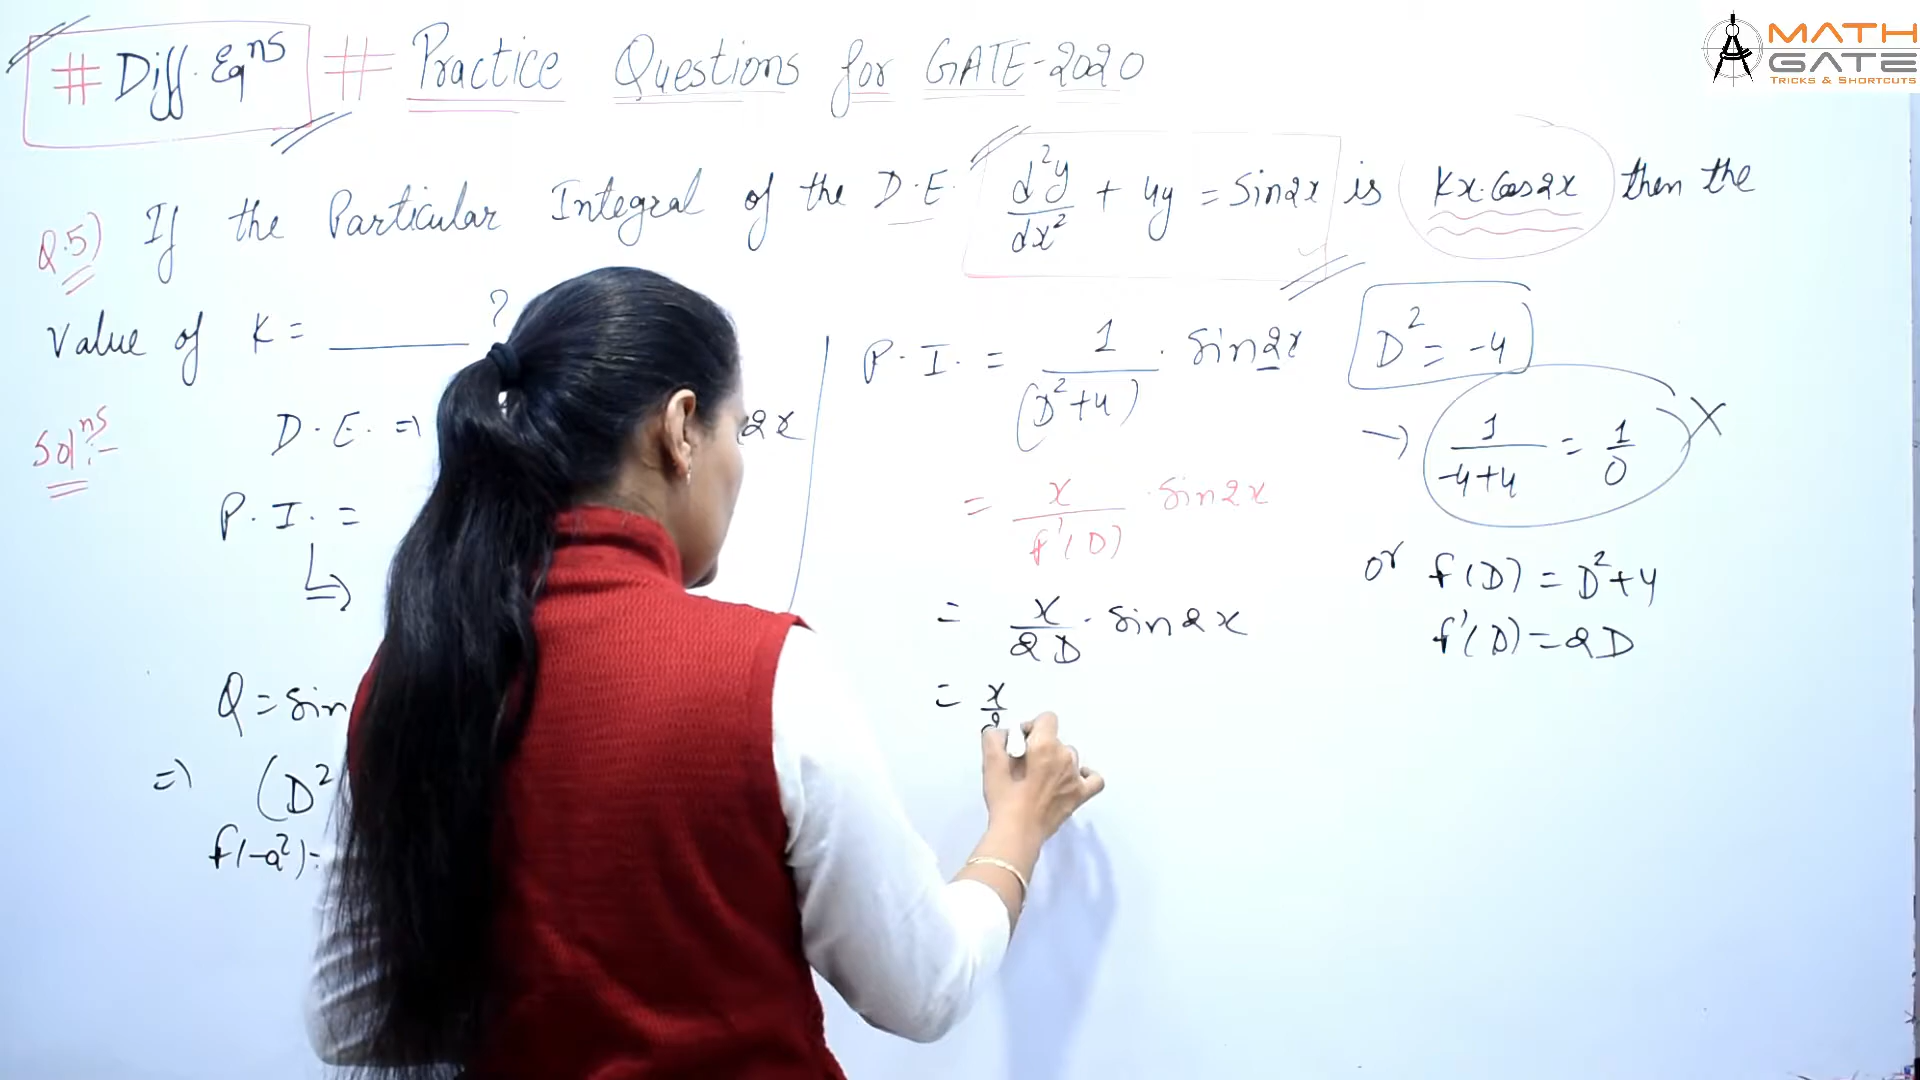 # Diff. Eqns # Practice Questions for GATE-2020
MATH
GATE
TRICKS & SHORTCUTS
Q.5) If the Particular Integral of the D.E. d²y/dx² + 4y = Sin2x is Kx.Cos2x then the
Value of K = ______ ?
Solns:-
D.E. ⇒ 2x
P.I. =
↳
Q = sin
⇒ (D²
f(-a²) =
P.I. = 1/(D²+4) . Sin2x
D² = -4
→ 1/(-4+4) = 1/0 X
= x/f'(D) . Sin2x
or f(D) = D²+4
f'(D) = 2D
= x/2D . Sin2x
= x/2